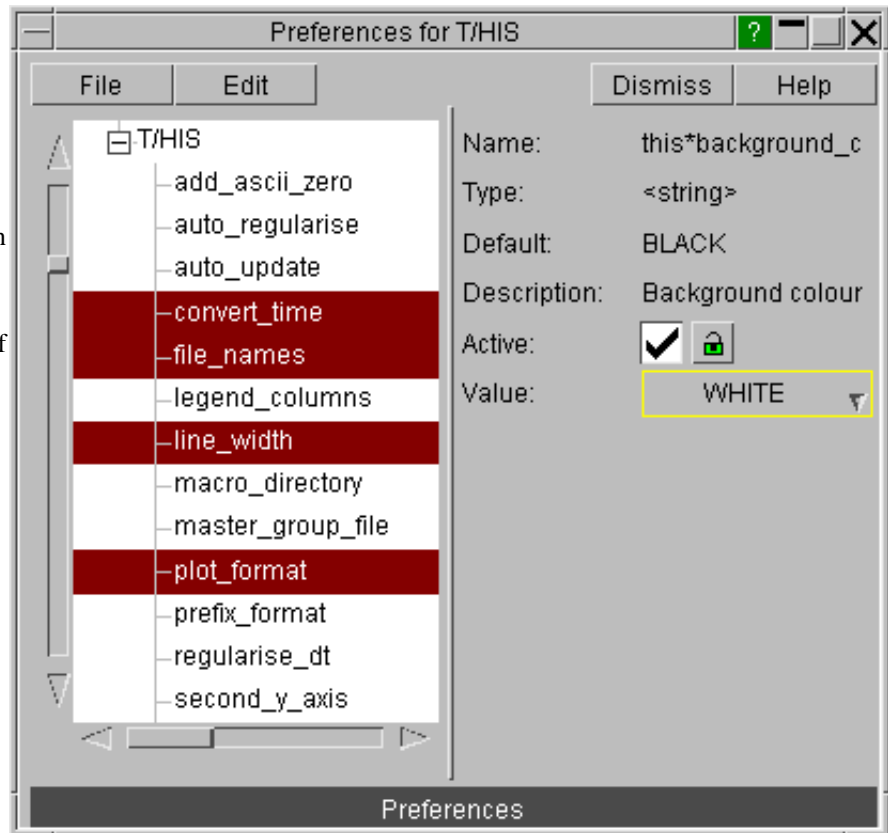 Preferences for T/HIS ?
File Edit Dismiss Help
T/HIS
add_ascii_zero
auto_regularise
auto_update
convert_time
file_names
legend_columns
line_width
macro_directory
master_group_file
plot_format
prefix_format
regularise_dt
second_y_axis
Name: this*background_c
Type: <string>
Default: BLACK
Description: Background colour
Active:
Value: WHITE
Preferences